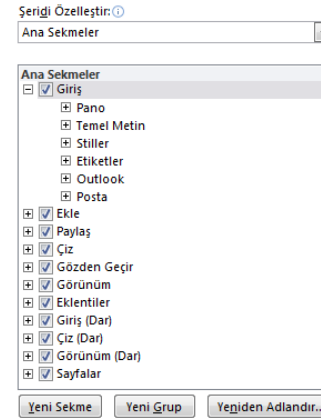 Şeridi Özelleştir:
Ana Sekmeler
Ana Sekmeler
Giriş
Pano
Temel Metin
Stiller
Etiketler
Outlook
Posta
Ekle
Paylaş
Çiz
Gözden Geçir
Görünüm
Eklentiler
Giriş (Dar)
Çiz (Dar)
Görünüm (Dar)
Sayfalar
Yeni Sekme Yeni Grup Yeniden Adlandır...